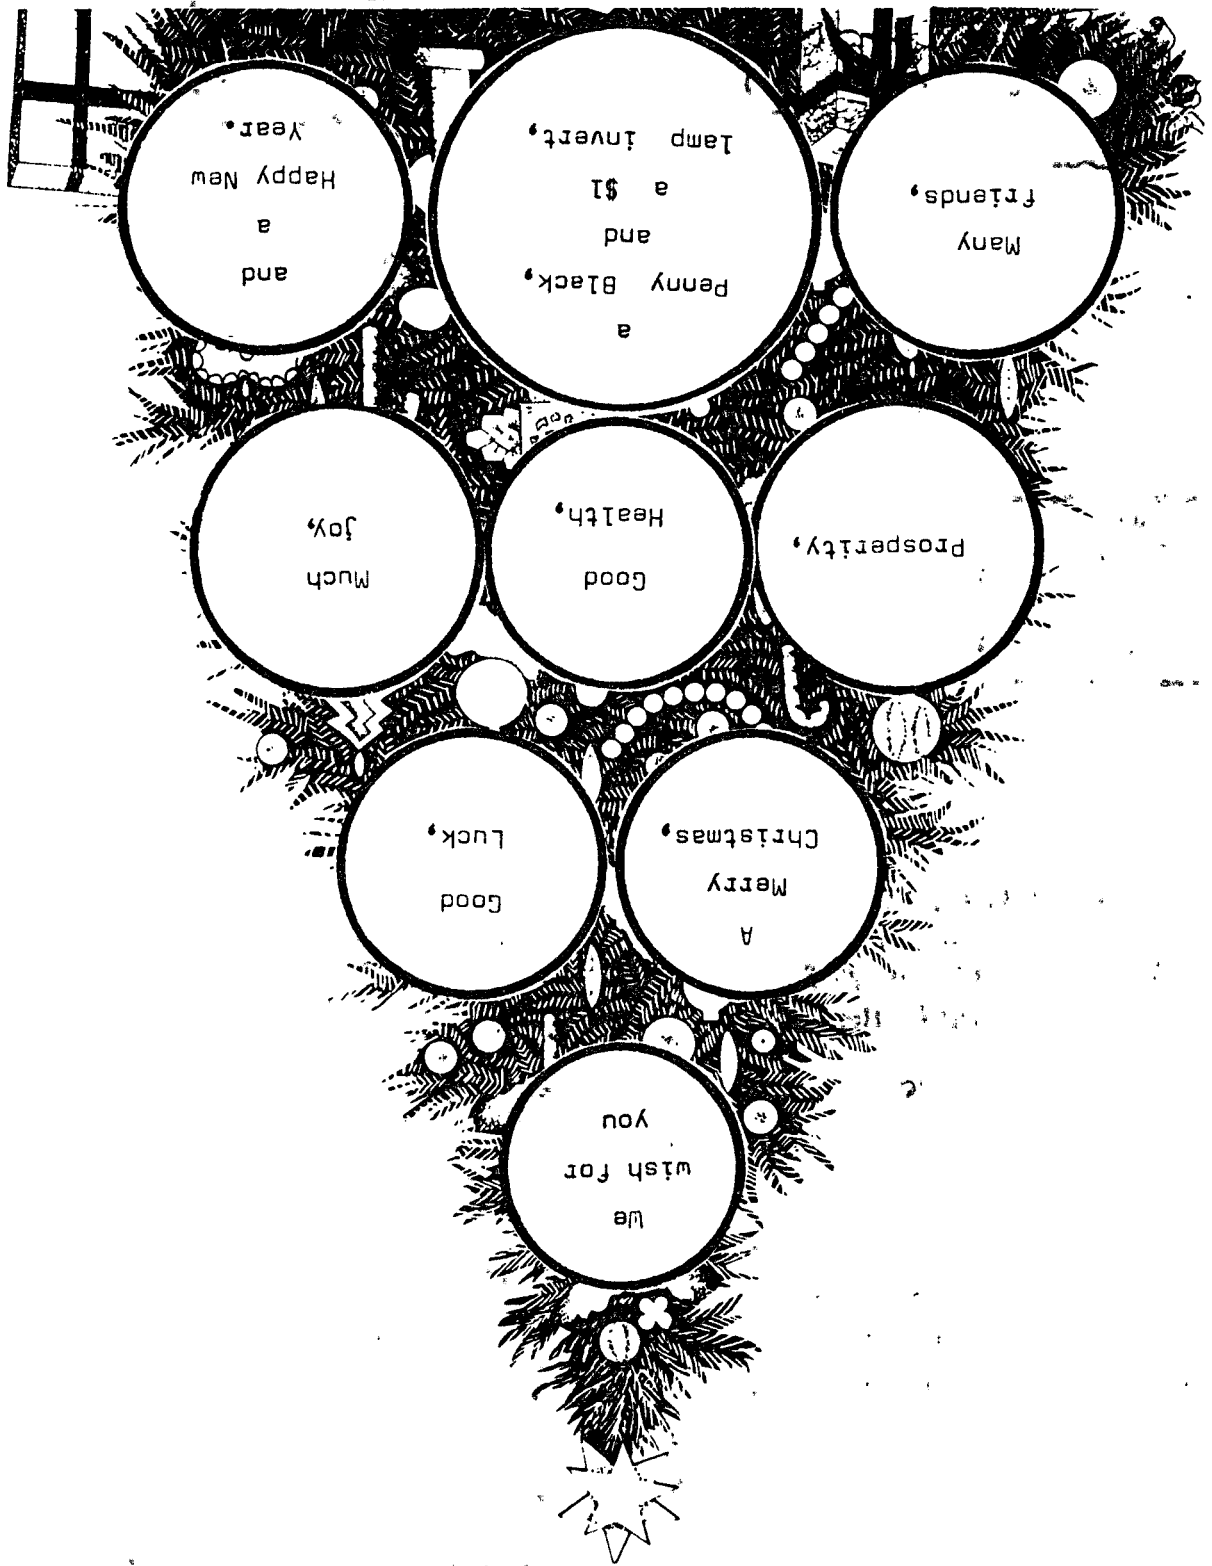 We
wish for
you
A
Merry
Christmas,
Good
Luck,
Prosperity,
Good
Health,
Much
joy,
Many
friends,
a
Penny Black,
and
a $1
lamp invert,
and
a
Happy New
Year.